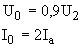 U₀ = 0,9U₂
I₀ = 2Iₐ